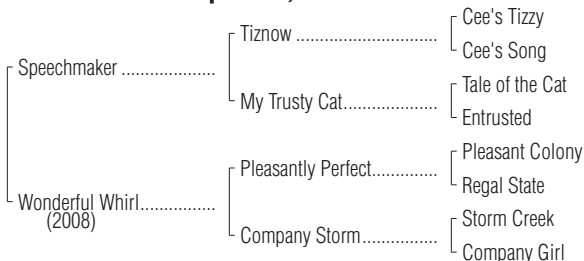 Cee's Tizzy
Tiznow ..............................
Cee's Song
Speechmaker ....................
Tale of the Cat
My Trusty Cat....................
Entrusted
Pleasant Colony
Pleasantly Perfect..............
Regal State
Wonderful Whirl................
(2008)
Storm Creek
Company Storm................
Company Girl